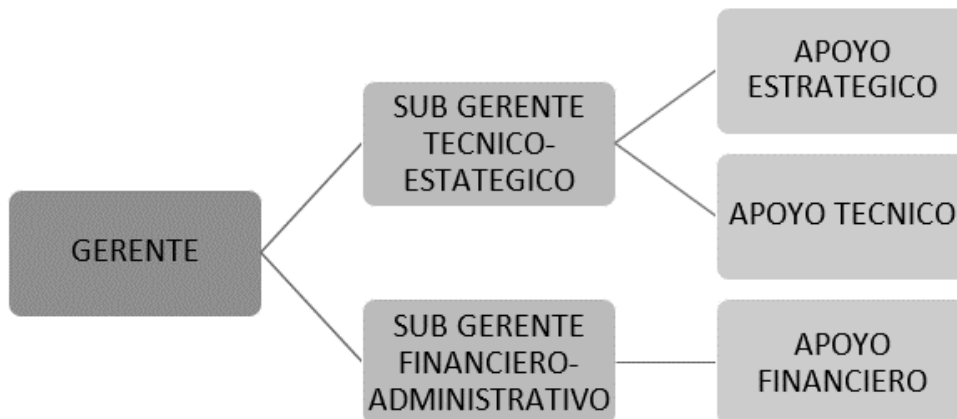 GERENTE
SUB GERENTE
TECNICO-
ESTATEGICO
SUB GERENTE
FINANCIERO-
ADMINISTRATIVO
APOYO
ESTRATEGICO
APOYO TECNICO
APOYO
FINANCIERO